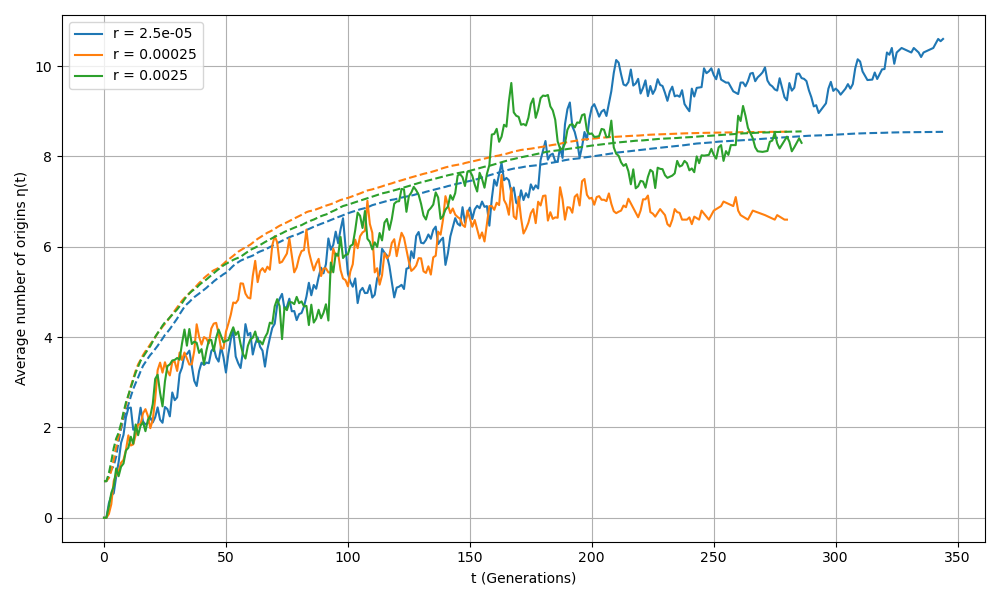 r = 2.5e-05
r = 0.00025
r = 0.0025
Average number of origins η(t)
10
8
6
4
2
0
0 50 100 150 200 250 300 350
t (Generations)